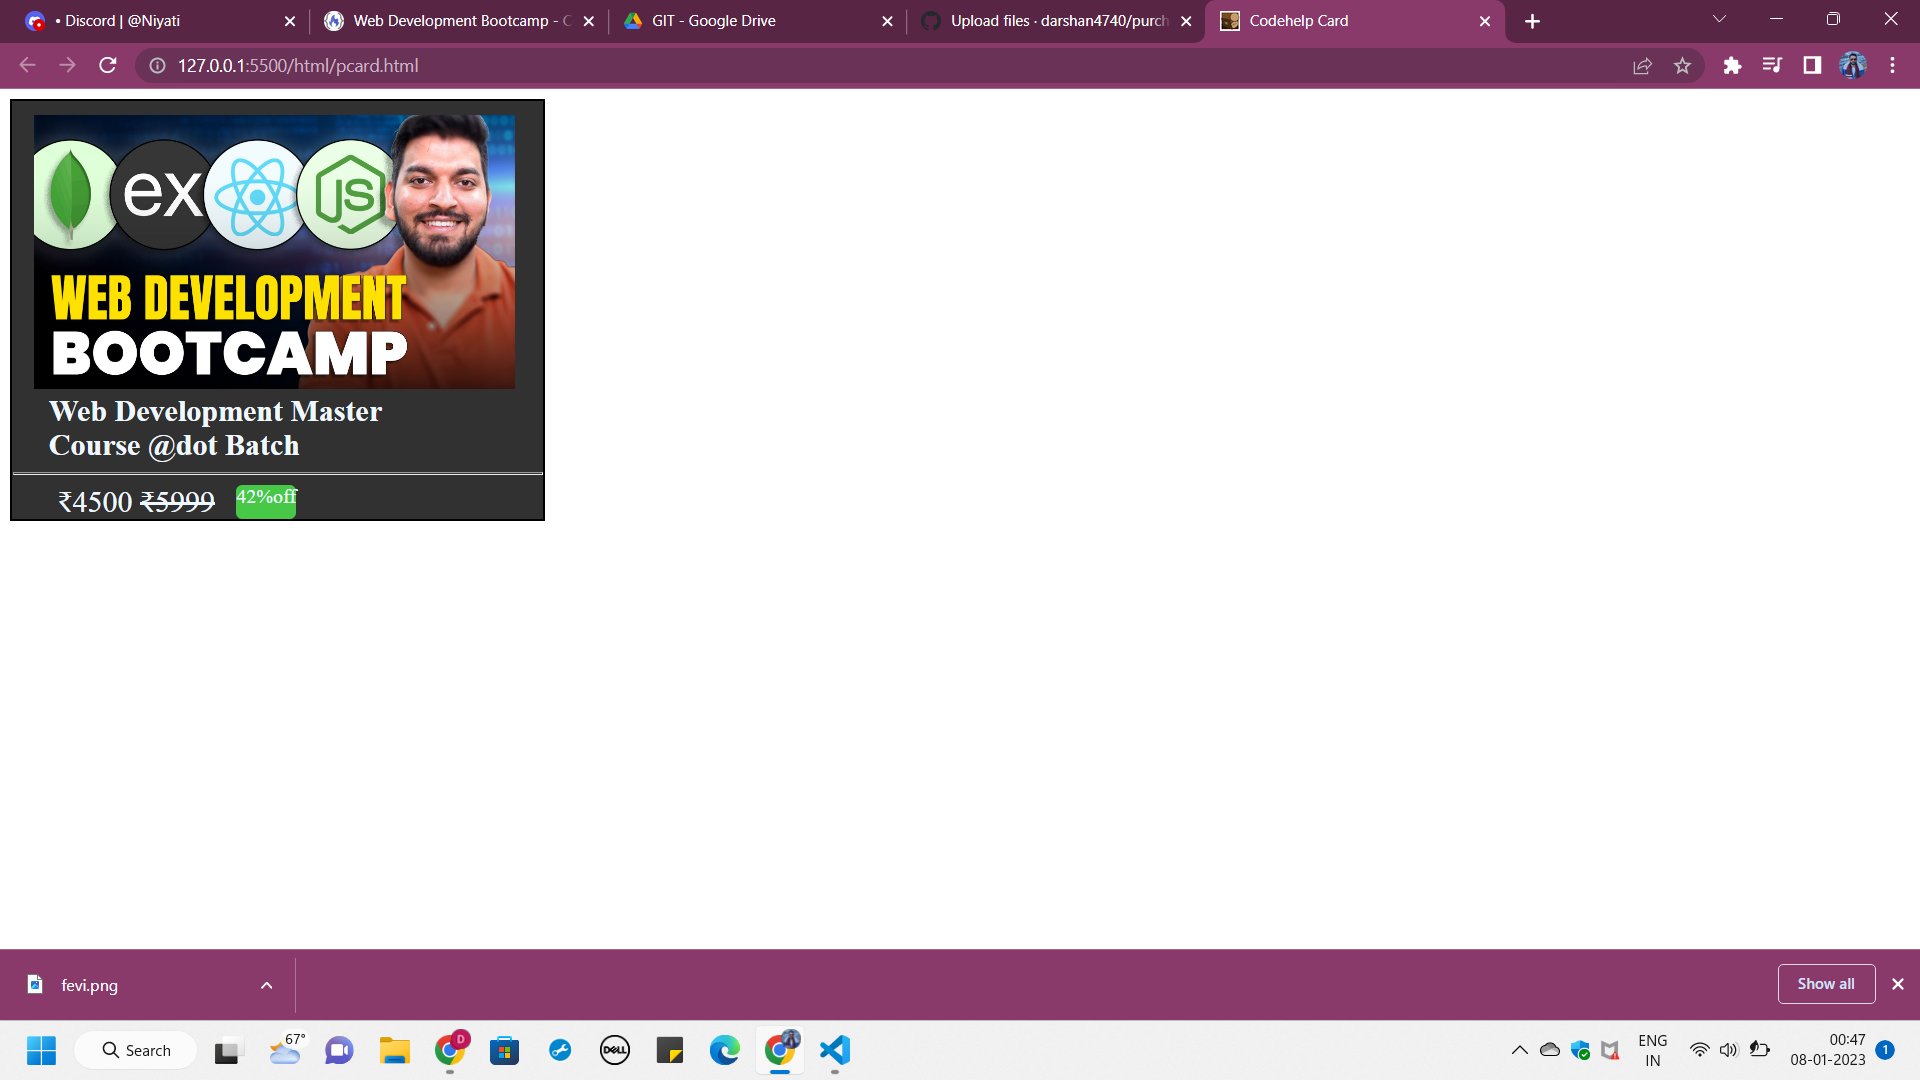 • Discord | @Niyati
Web Development Bootcamp - C
GIT - Google Drive
Upload files · darshan4740/purch
Codehelp Card
127.0.0.1:5500/html/pcard.html
ex
JS
WEB DEVELOPMENT
BOOTCAMP
Web Development Master
Course @dot Batch
₹4500 ₹5999 42%off
fevi.png
Show all
Search
67°
D
DELL
ENG
IN
00:47
08-01-2023
1